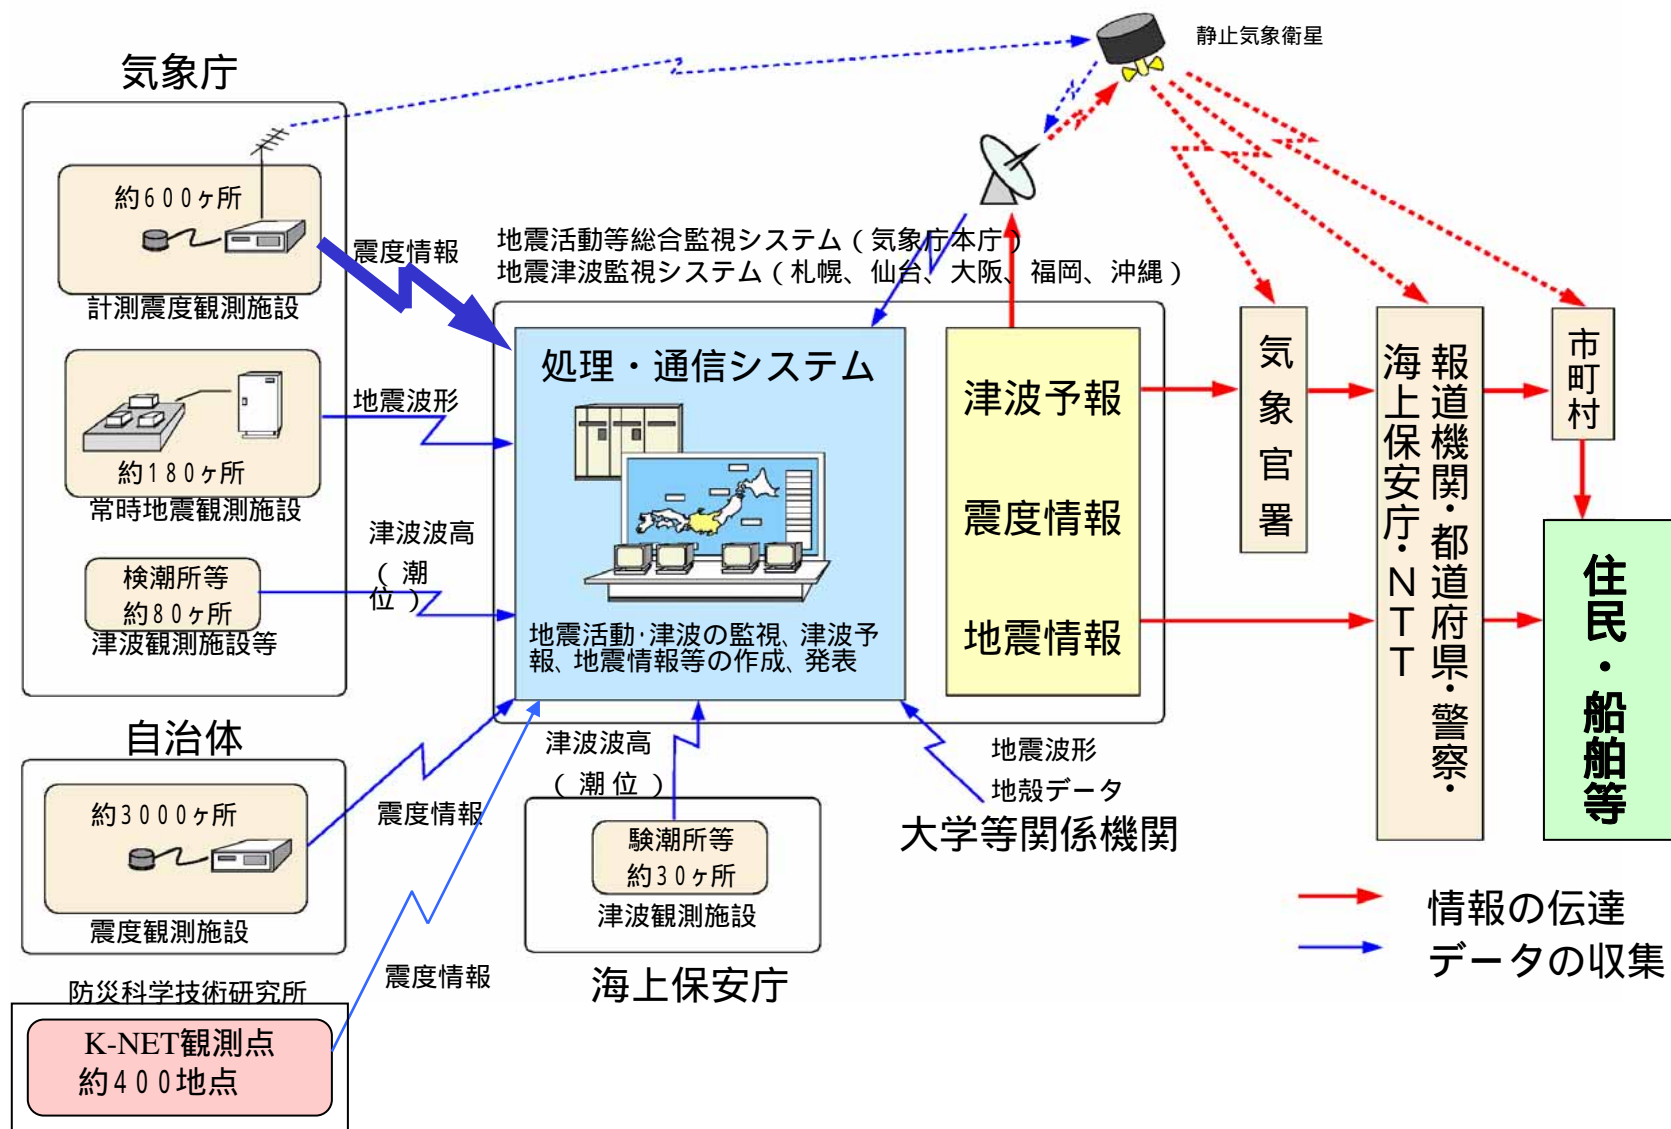 静止気象衛星
気象庁
約600ヶ所
計測震度観測施設
震度情報
約180ヶ所
常時地震観測施設
地震波形
検潮所等
約80ヶ所
津波観測施設等
津波波高
(潮
位)
地震活動等総合監視システム(気象庁本庁)
地震津波監視システム(札幌、仙台、大阪、福岡、沖縄)
処理・通信システム
地震活動・津波の監視、津波予
報、地震情報等の作成、発表
津波予報
震度情報
地震情報
気象官署
報道機関・都道府県・警察・
海上保安庁・NTT
市町村
住民・船舶等
自治体
約3000ヶ所
震度観測施設
震度情報
防災科学技術研究所
K-NET観測点
約400地点
震度情報
津波波高
(潮位)
験潮所等
約30ヶ所
津波観測施設
海上保安庁
地震波形
地殻データ
大学等関係機関
情報の伝達
データの収集